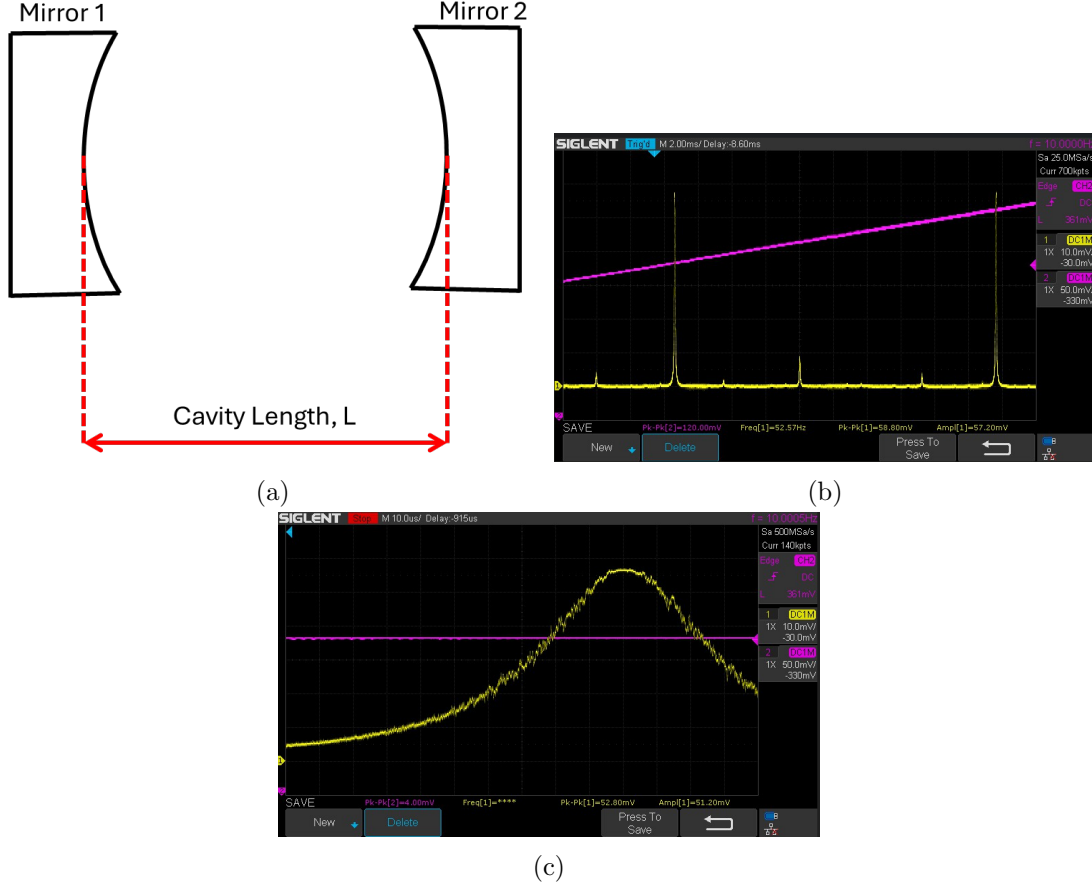 Mirror 1
Mirror 2
Cavity Length, L
(a)
SIGLENT Trig'd M 2.00ms/ Delay:-8.60ms f = 10.0000Hz
Sa 25.0MSa/s
Curr 700kpts
Edge CH2
DC
L 361mV
1 DC1M
1X 10.0mV/
-30.0mV
2 DC1M
1X 50.0mV/
-330mV
SAVE Pk-Pk[2]=120.00mV Freq[1]=52.57Hz Pk-Pk[1]=58.80mV Ampl[1]=57.20mV
New Delete Press To Save
(b)
SIGLENT Stop M 10.0us/ Delay:-915us f = 10.0005Hz
Sa 500MSa/s
Curr 140kpts
Edge CH2
DC
L 361mV
1 DC1M
1X 10.0mV/
-30.0mV
2 DC1M
1X 50.0mV/
-330mV
SAVE Pk-Pk[2]=4.00mV Freq[1]=**** Pk-Pk[1]=52.80mV Ampl[1]=51.20mV
New Delete Press To Save
(c)